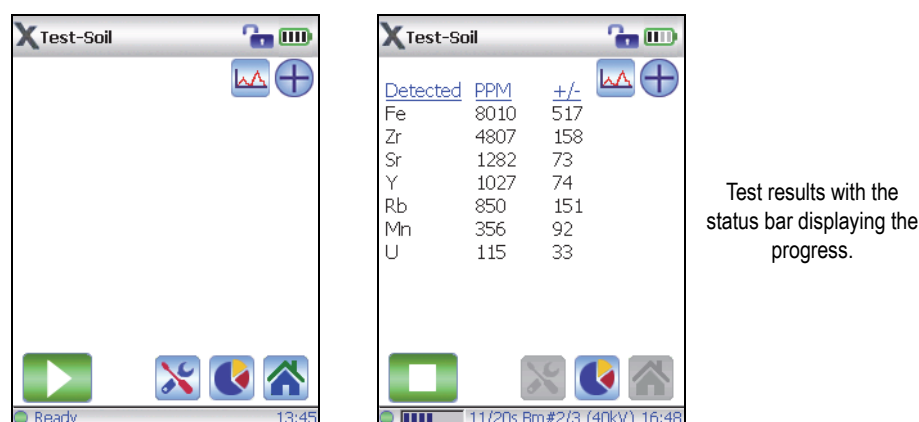 X Test-Soil
Ready 13:45
X Test-Soil
Detected PPM +/-
Fe 8010 517
Zr 4807 158
Sr 1282 73
Y 1027 74
Rb 850 151
Mn 356 92
U 115 33
11/20s Bm#2/3 (40kV) 16:48
Test results with the
status bar displaying the
progress.